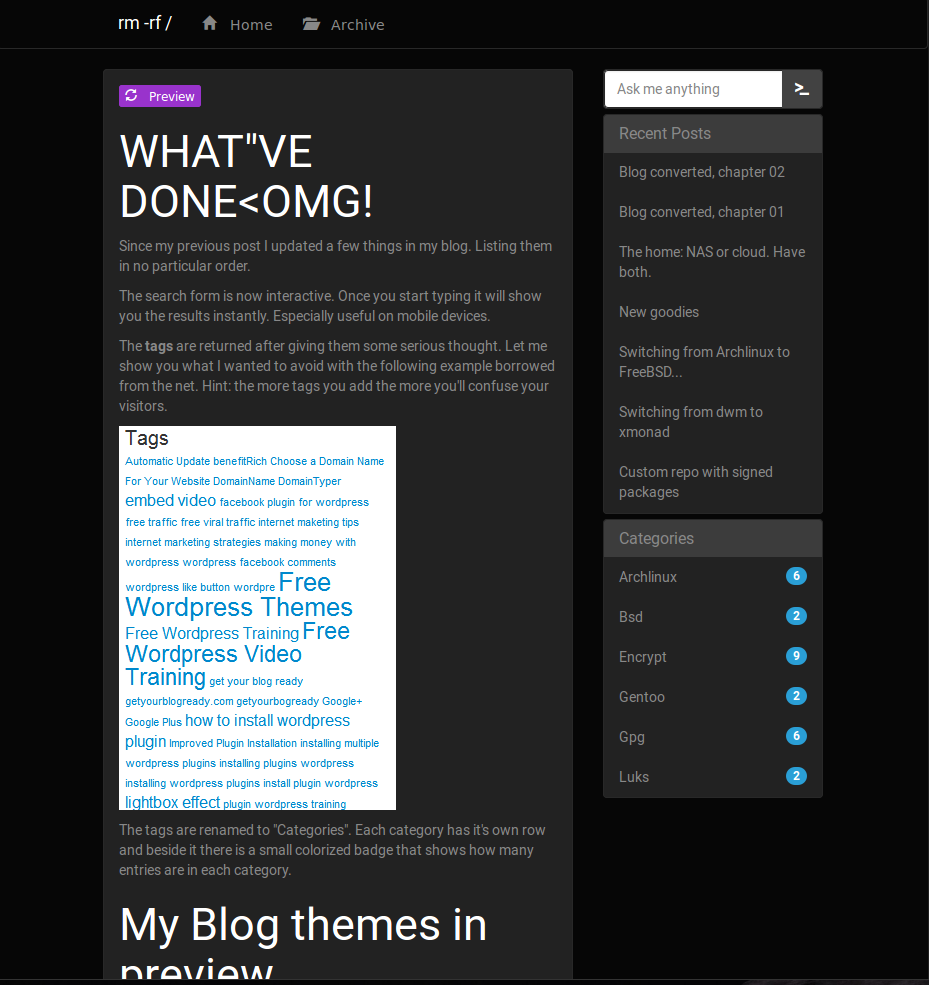 rm -rf /
Home
Archive
Preview
WHAT"VE
DONE<OMG!
Since my previous post I updated a few things in my blog. Listing them
in no particular order.
The search form is now interactive. Once you start typing it will show
you the results instantly. Especially useful on mobile devices.
The tags are returned after giving them some serious thought. Let me
show you what I wanted to avoid with the following example borrowed
from the net. Hint: the more tags you add the more you'll confuse your
visitors.
Tags
Automatic Update benefitRich Choose a Domain Name
For Your Website DomainName DomainTyper
embed video facebook plugin for wordpress
free traffic free viral traffic internet maketing tips
internet marketing strategies making money with
wordpress wordpress facebook comments
wordpress like button wordpre Free
Wordpress Themes
Free Wordpress Training Free
Wordpress Video
Training get your blog ready
getyourblogready.com getyourbogready Google+
Google Plus how to install wordpress
plugin Improved Plugin Installation installing multiple
wordpress plugins installing plugins wordpress
installing wordpress plugins install plugin wordpress
lightbox effect plugin wordpress training
The tags are renamed to "Categories". Each category has it's own row
and beside it there is a small colorized badge that shows how many
entries are in each category.
My Blog themes in
preview
Ask me anything
>_
Recent Posts
Blog converted, chapter 02
Blog converted, chapter 01
The home: NAS or cloud. Have
both.
New goodies
Switching from Archlinux to
FreeBSD...
Switching from dwm to
xmonad
Custom repo with signed
packages
Categories
Archlinux 6
Bsd 2
Encrypt 9
Gentoo 2
Gpg 6
Luks 2